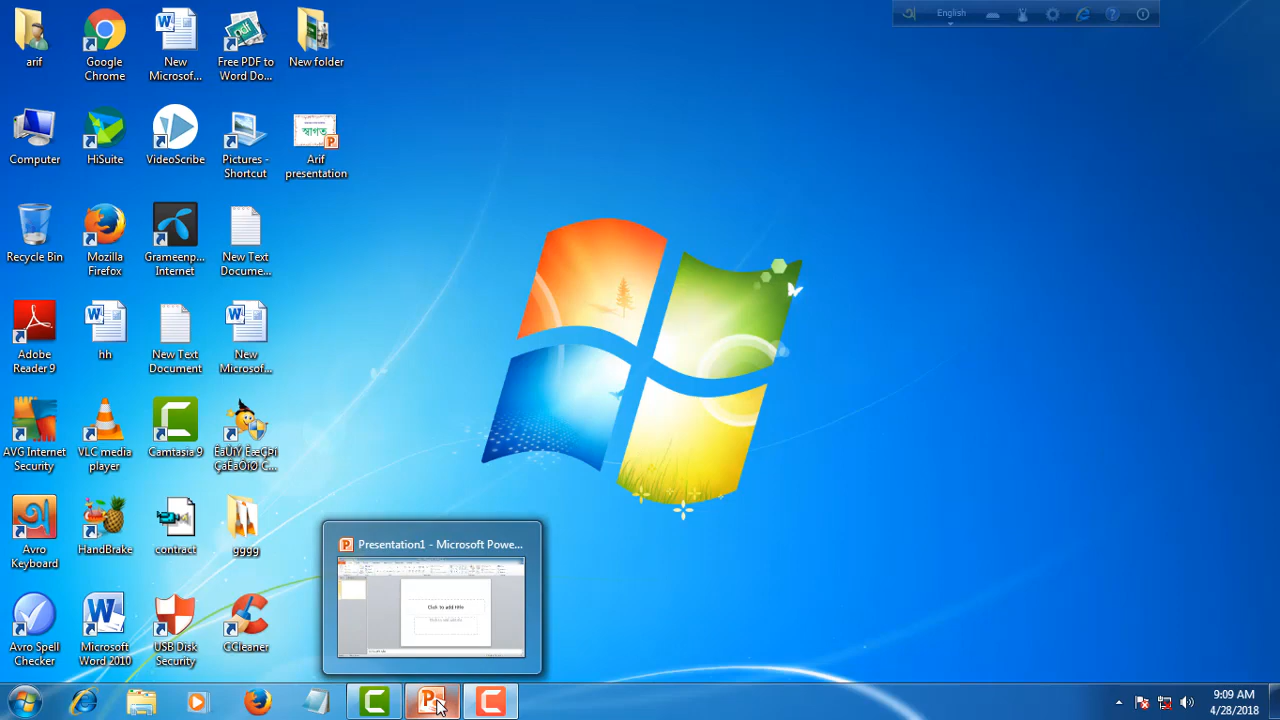 English
arif
Google
Chrome
New
Microsof...
Free PDF to
Word Do...
New folder
Computer
HiSuite
VideoScribe
Pictures -
Shortcut
স্বাগত
Arif
presentation
Recycle Bin
Mozilla
Firefox
Grameenp...
Internet
New Text
Docume...
Adobe
Reader 9
hh
New Text
Document
New
Microsof...
AVG Internet
Security
VLC media
player
Camtasia 9
Avro
Keyboard
HandBrake
contract
gggg
Presentation1 - Microsoft Powe...
Click to add title
Avro Spell
Checker
Microsoft
Word 2010
USB Disk
Security
CCleaner
9:09 AM
4/28/2018